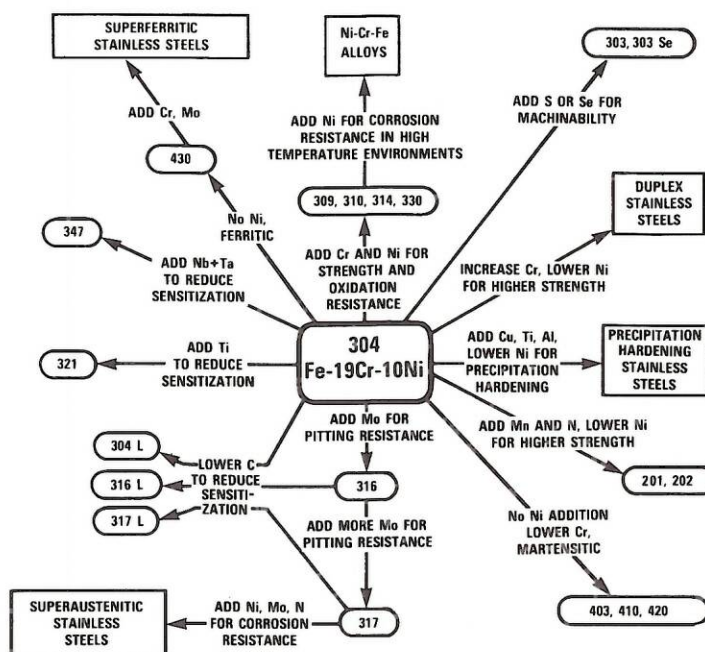 SUPERFERRITIC
STAINLESS STEELS
Ni-Cr-Fe
ALLOYS
303, 303 Se
ADD Cr, Mo
ADD Ni FOR CORROSION
RESISTANCE IN HIGH
TEMPERATURE ENVIRONMENTS
ADD S OR Se FOR
MACHINABILITY
430
309, 310, 314, 330
DUPLEX
STAINLESS
STEELS
No Ni,
FERRITIC
347
ADD Nb+Ta
TO REDUCE
SENSITIZATION
ADD Cr AND Ni FOR
STRENGTH AND
OXIDATION
RESISTANCE
INCREASE Cr, LOWER Ni
FOR HIGHER STRENGTH
321
ADD Ti
TO REDUCE
SENSITIZATION
304
Fe-19Cr-10Ni
ADD Cu, Ti, Al,
LOWER Ni FOR
PRECIPITATION
HARDENING
PRECIPITATION
HARDENING
STAINLESS
STEELS
ADD Mo FOR
PITTING RESISTANCE
ADD Mn AND N, LOWER Ni
FOR HIGHER STRENGTH
304 L
316 L
317 L
LOWER C
TO REDUCE
SENSITI-
ZATION
316
201, 202
ADD MORE Mo FOR
PITTING RESISTANCE
No Ni ADDITION
LOWER Cr,
MARTENSITIC
SUPERAUSTENITIC
STAINLESS
STEELS
ADD Ni, Mo, N
FOR CORROSION
RESISTANCE
317
403, 410, 420